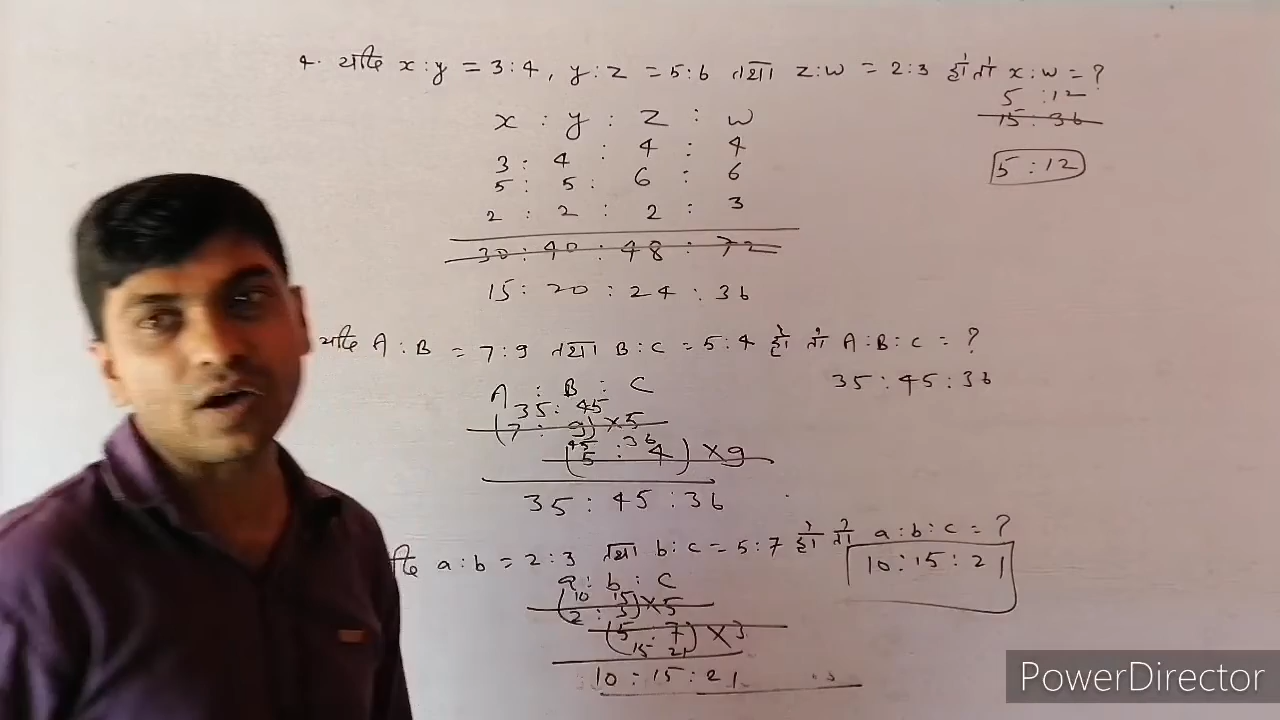 4. यदि x:y = 3:4, y:z = 5:6 तथा z:w = 2:3 हो तो x:w = ?
5 : 12
15 : 36
5 : 12
x : y : z : w
3 : 4 : 4 : 4
5 : 5 : 6 : 6
2 : 2 : 2 : 3
30 : 40 : 48 : 72
15 : 20 : 24 : 36
यदि A:B = 7:9 तथा B:C = 5:4 हो तो A:B:C = ?
35:45:36
A : B : C
35 : 45
(7 : 9) × 5
45 : 36
(5 : 4) × 9
35 : 45 : 36
a:b = 2:3 तथा b:c = 5:7 हो तो a:b:c = ?
10:15:21
a : b : c
10 15
(2 : 3) × 5
(5 : 7) × 3
15 21
10 : 15 : 21
PowerDirector